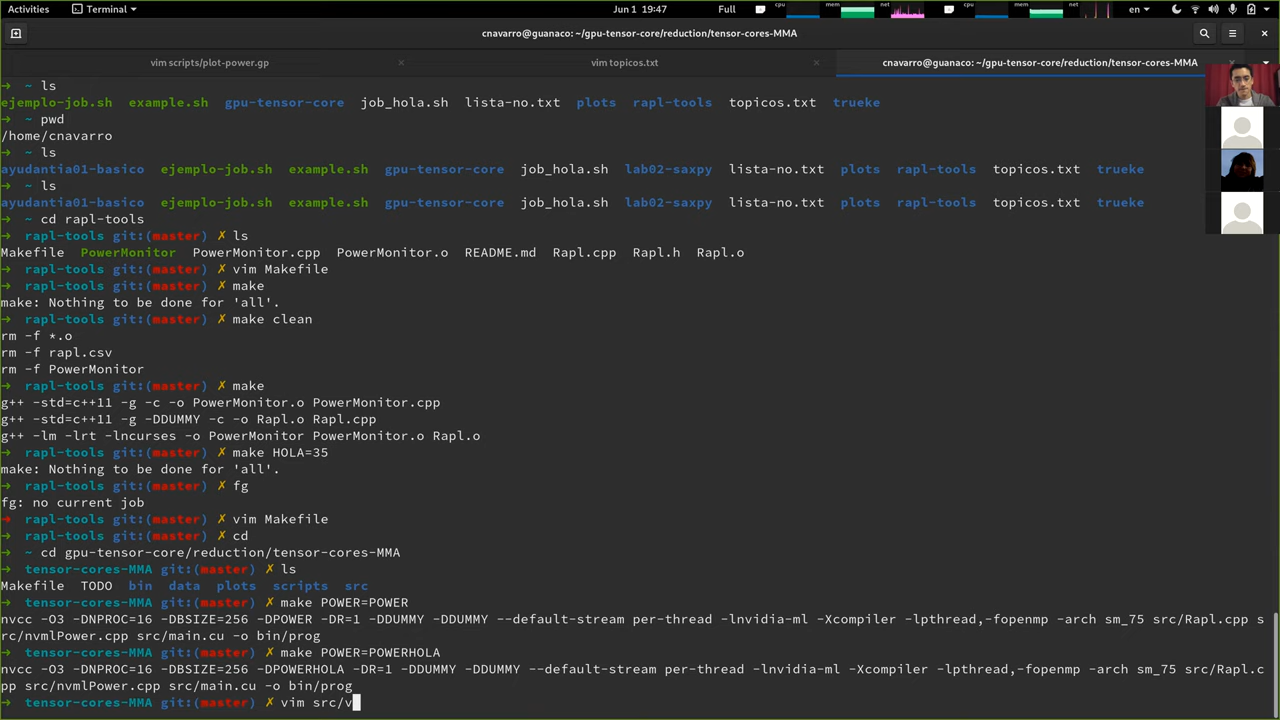 Activities Terminal Jun 1 19:47 Full cpu mem net cpu mem net en
cnavarro@guanaco: ~/gpu-tensor-core/reduction/tensor-cores-MMA
vim scripts/plot-power.gp × vim topicos.txt × cnavarro@guanaco: ~/gpu-tensor-core/reduction/tensor-cores-MMA
→ ~ ls
ejemplo-job.sh example.sh gpu-tensor-core job_hola.sh lista-no.txt plots rapl-tools topicos.txt trueke
→ ~ pwd
/home/cnavarro
→ ~ ls
ayudantia01-basico ejemplo-job.sh example.sh gpu-tensor-core job_hola.sh lab02-saxpy lista-no.txt plots rapl-tools topicos.txt trueke
→ ~ ls
ayudantia01-basico ejemplo-job.sh example.sh gpu-tensor-core job_hola.sh lab02-saxpy lista-no.txt plots rapl-tools topicos.txt trueke
→ ~ cd rapl-tools
→ rapl-tools git:(master) ✗ ls
Makefile PowerMonitor PowerMonitor.cpp PowerMonitor.o README.md Rapl.cpp Rapl.h Rapl.o
→ rapl-tools git:(master) ✗ vim Makefile
→ rapl-tools git:(master) ✗ make
make: Nothing to be done for 'all'.
→ rapl-tools git:(master) ✗ make clean
rm -f *.o
rm -f rapl.csv
rm -f PowerMonitor
→ rapl-tools git:(master) ✗ make
g++ -std=c++11 -g -c -o PowerMonitor.o PowerMonitor.cpp
g++ -std=c++11 -g -DDUMMY -c -o Rapl.o Rapl.cpp
g++ -lm -lrt -lncurses -o PowerMonitor PowerMonitor.o Rapl.o
→ rapl-tools git:(master) ✗ make HOLA=35
make: Nothing to be done for 'all'.
→ rapl-tools git:(master) ✗ fg
fg: no current job
→ rapl-tools git:(master) ✗ vim Makefile
→ rapl-tools git:(master) ✗ cd
→ ~ cd gpu-tensor-core/reduction/tensor-cores-MMA
→ tensor-cores-MMA git:(master) ✗ ls
Makefile TODO bin data plots scripts src
→ tensor-cores-MMA git:(master) ✗ make POWER=POWER
nvcc -O3 -DNPROC=16 -DBSIZE=256 -DPOWER -DR=1 -DDUMMY -DDUMMY --default-stream per-thread -lnvidia-ml -Xcompiler -lpthread,-fopenmp -arch sm_75 src/Rapl.cpp s
rc/nvmlPower.cpp src/main.cu -o bin/prog
→ tensor-cores-MMA git:(master) ✗ make POWER=POWERHOLA
nvcc -O3 -DNPROC=16 -DBSIZE=256 -DPOWERHOLA -DR=1 -DDUMMY -DDUMMY --default-stream per-thread -lnvidia-ml -Xcompiler -lpthread,-fopenmp -arch sm_75 src/Rapl.c
pp src/nvmlPower.cpp src/main.cu -o bin/prog
→ tensor-cores-MMA git:(master) ✗ vim src/v